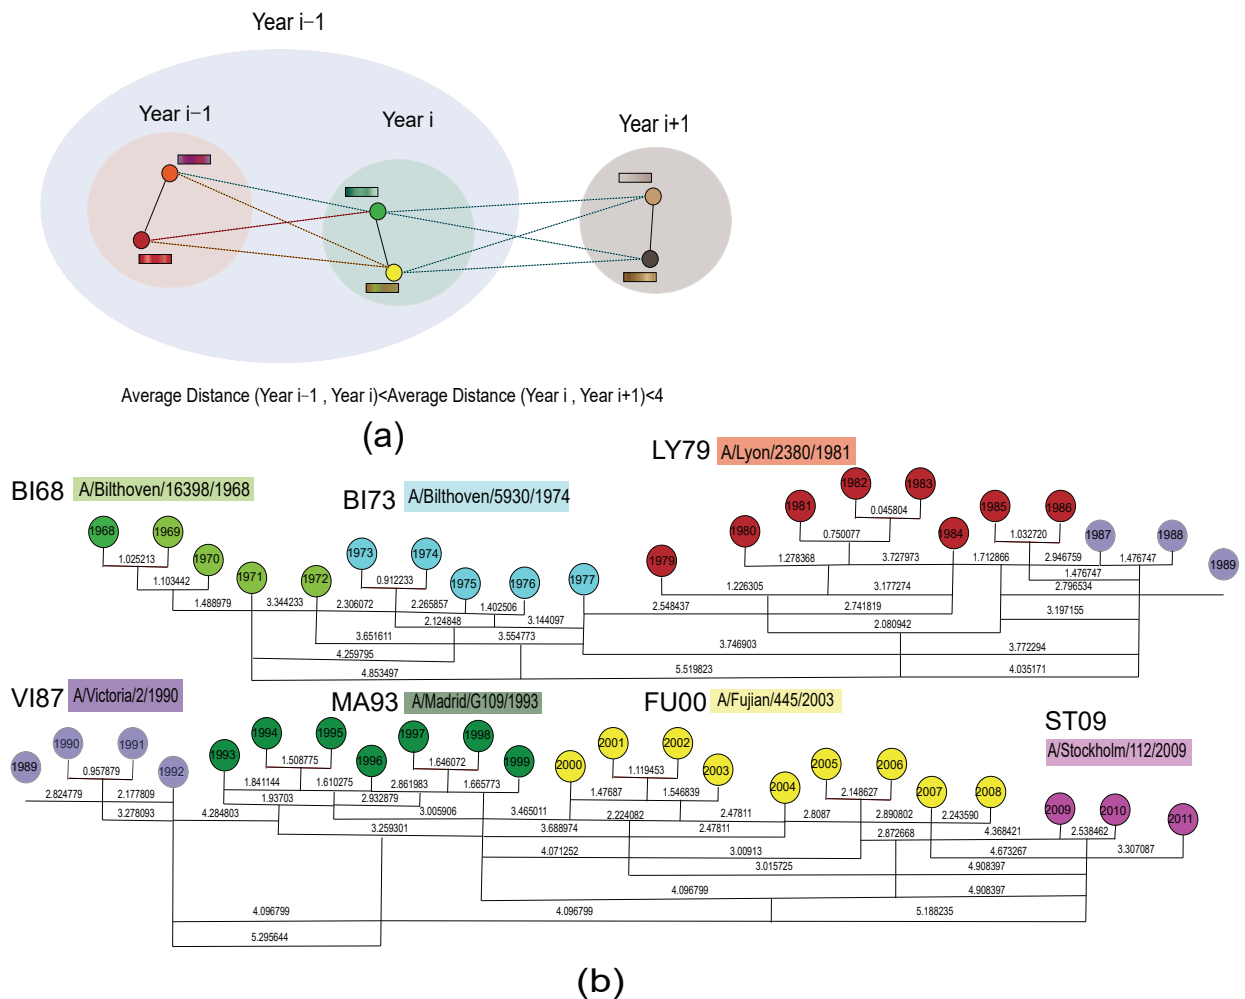 Year i−1
Year i−1
Year i
Year i+1
Average Distance (Year i−1 , Year i)<Average Distance (Year i , Year i+1)<4
(a)
LY79 A/Lyon/2380/1981
BI68 A/Bilthoven/16398/1968
BI73 A/Bilthoven/5930/1974
1982 1983
1981 1985 1986
0.045804
1968 1969 1980 1984 1987 1988
0.750077 1.032720
1970 1973 1974 1979 1989
1.025213 1.278368 3.727973 1.712866 2.946759 1.476747
1971 1972 1975 1976 1977
0.912233 1.476747
1.103442 1.226305 3.177274 2.796534
1.488979 3.344233 2.306072 2.265857 1.402506 2.548437 2.741819 3.197155
2.124848 3.144097 2.080942
3.651611 3.554773 3.746903 3.772294
4.259795
4.853497 5.519823 4.035171
VI87 A/Victoria/2/1990
MA93 A/Madrid/G109/1993
FU00 A/Fujian/445/2003
ST09
A/Stockholm/112/2009
1990 1991 1994 1995 1997 1998 2001 2002
1989 1992 1993 1996 1999 2000 2003 2005 2006
0.957879 1.508775 1.646072 1.119453 2004 2007 2008
1.841144 1.610275 2.861983 1.665773 1.47687 1.546839 2.148627
2.824779 2.177809 1.93703 2.932879 2009 2010 2011
3.278093 4.284803 3.005906 3.465011 2.224082 2.47811 2.8087 2.890802 2.243590
3.259301 3.688974 2.47811 2.872668 4.368421 2.538462
4.071252 3.00913 4.673267 3.307087
3.015725 4.908397
4.096799 4.908397
4.096799 4.096799 5.188235
5.295644
(b)